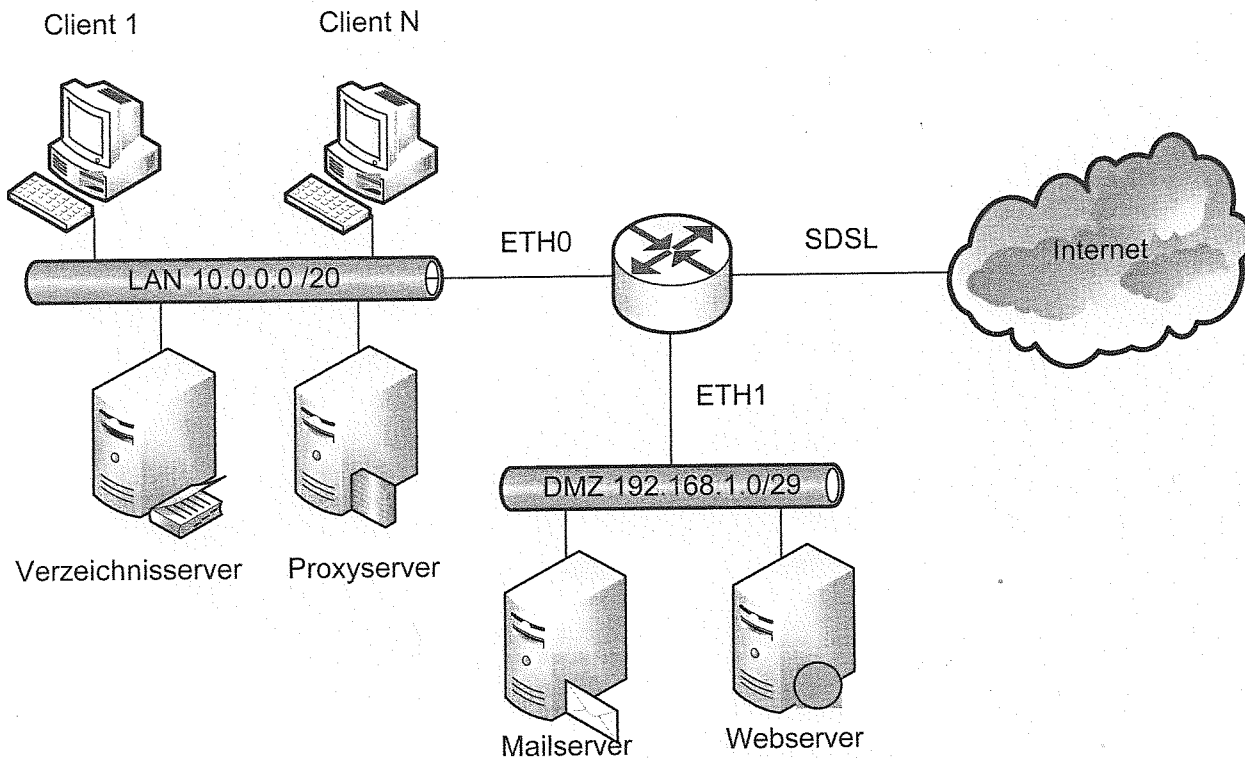 Client 1
Client N
ETH0
SDSL
Internet
LAN 10.0.0.0 /20
ETH1
DMZ 192.168.1.0/29
Verzeichnisserver
Proxyserver
Mailserver
Webserver